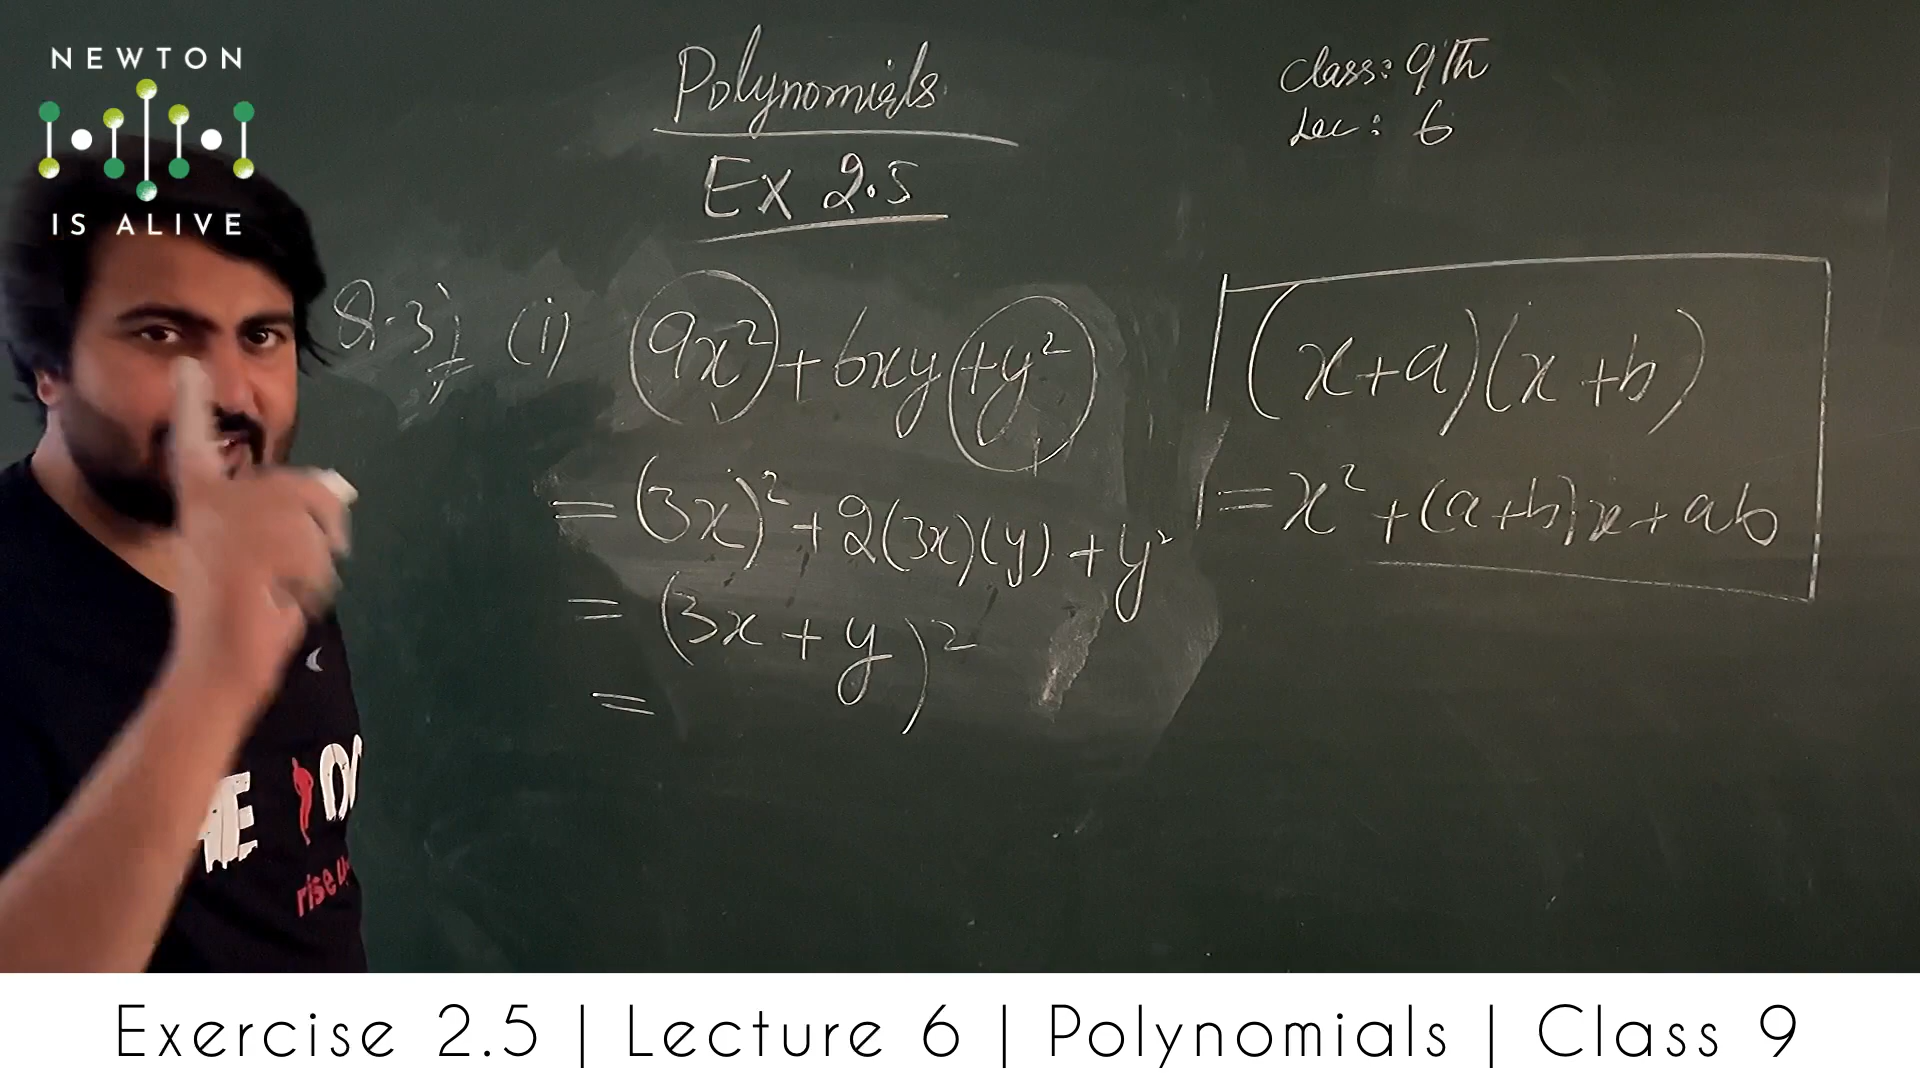 NEWTON
IS ALIVE
Polynomials
Ex 2.5
Class: 9th
Lec: 6
Q.3; (i) 9x² + 6xy + y²
= (3x)² + 2(3x)(y) + y²
= (3x + y)²
=
(x+a)(x+b)
= x² + (a+b)x + ab
rise u
Exercise 2.5 | Lecture 6 | Polynomials | Class 9